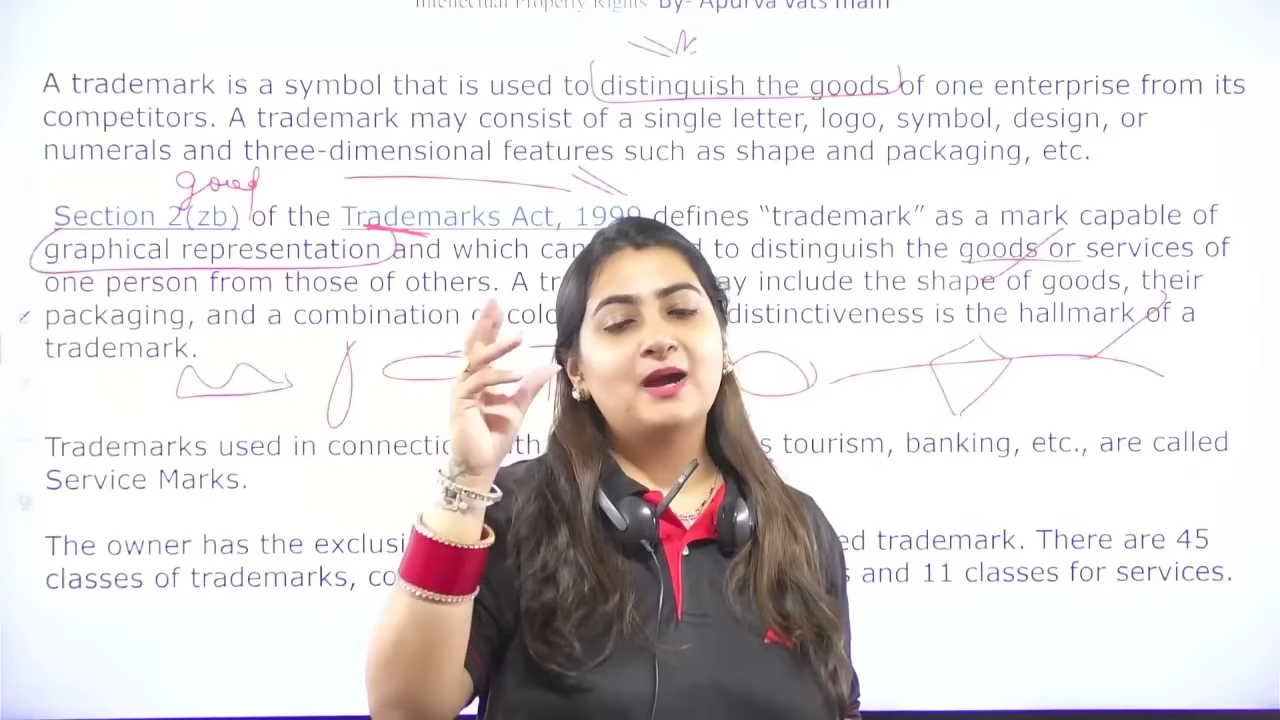 Intellectual Property Rights By- Apurva Vats mam
A trademark is a symbol that is used to distinguish the goods of one enterprise from its
competitors. A trademark may consist of a single letter, logo, symbol, design, or
numerals and three-dimensional features such as shape and packaging, etc.
good
Section 2(zb) of the Trademarks Act, 1999 defines “trademark” as a mark capable of
graphical representation and which can to distinguish the goods or services of
one person from those of others. A may include the shape of goods, their
packaging, and a combination distinctiveness is the hallmark of a
trademark.
Trademarks used in tourism, banking, etc., are called
Service Marks.
The owner has the trademark. There are 45
classes of trademarks, and 11 classes for services.